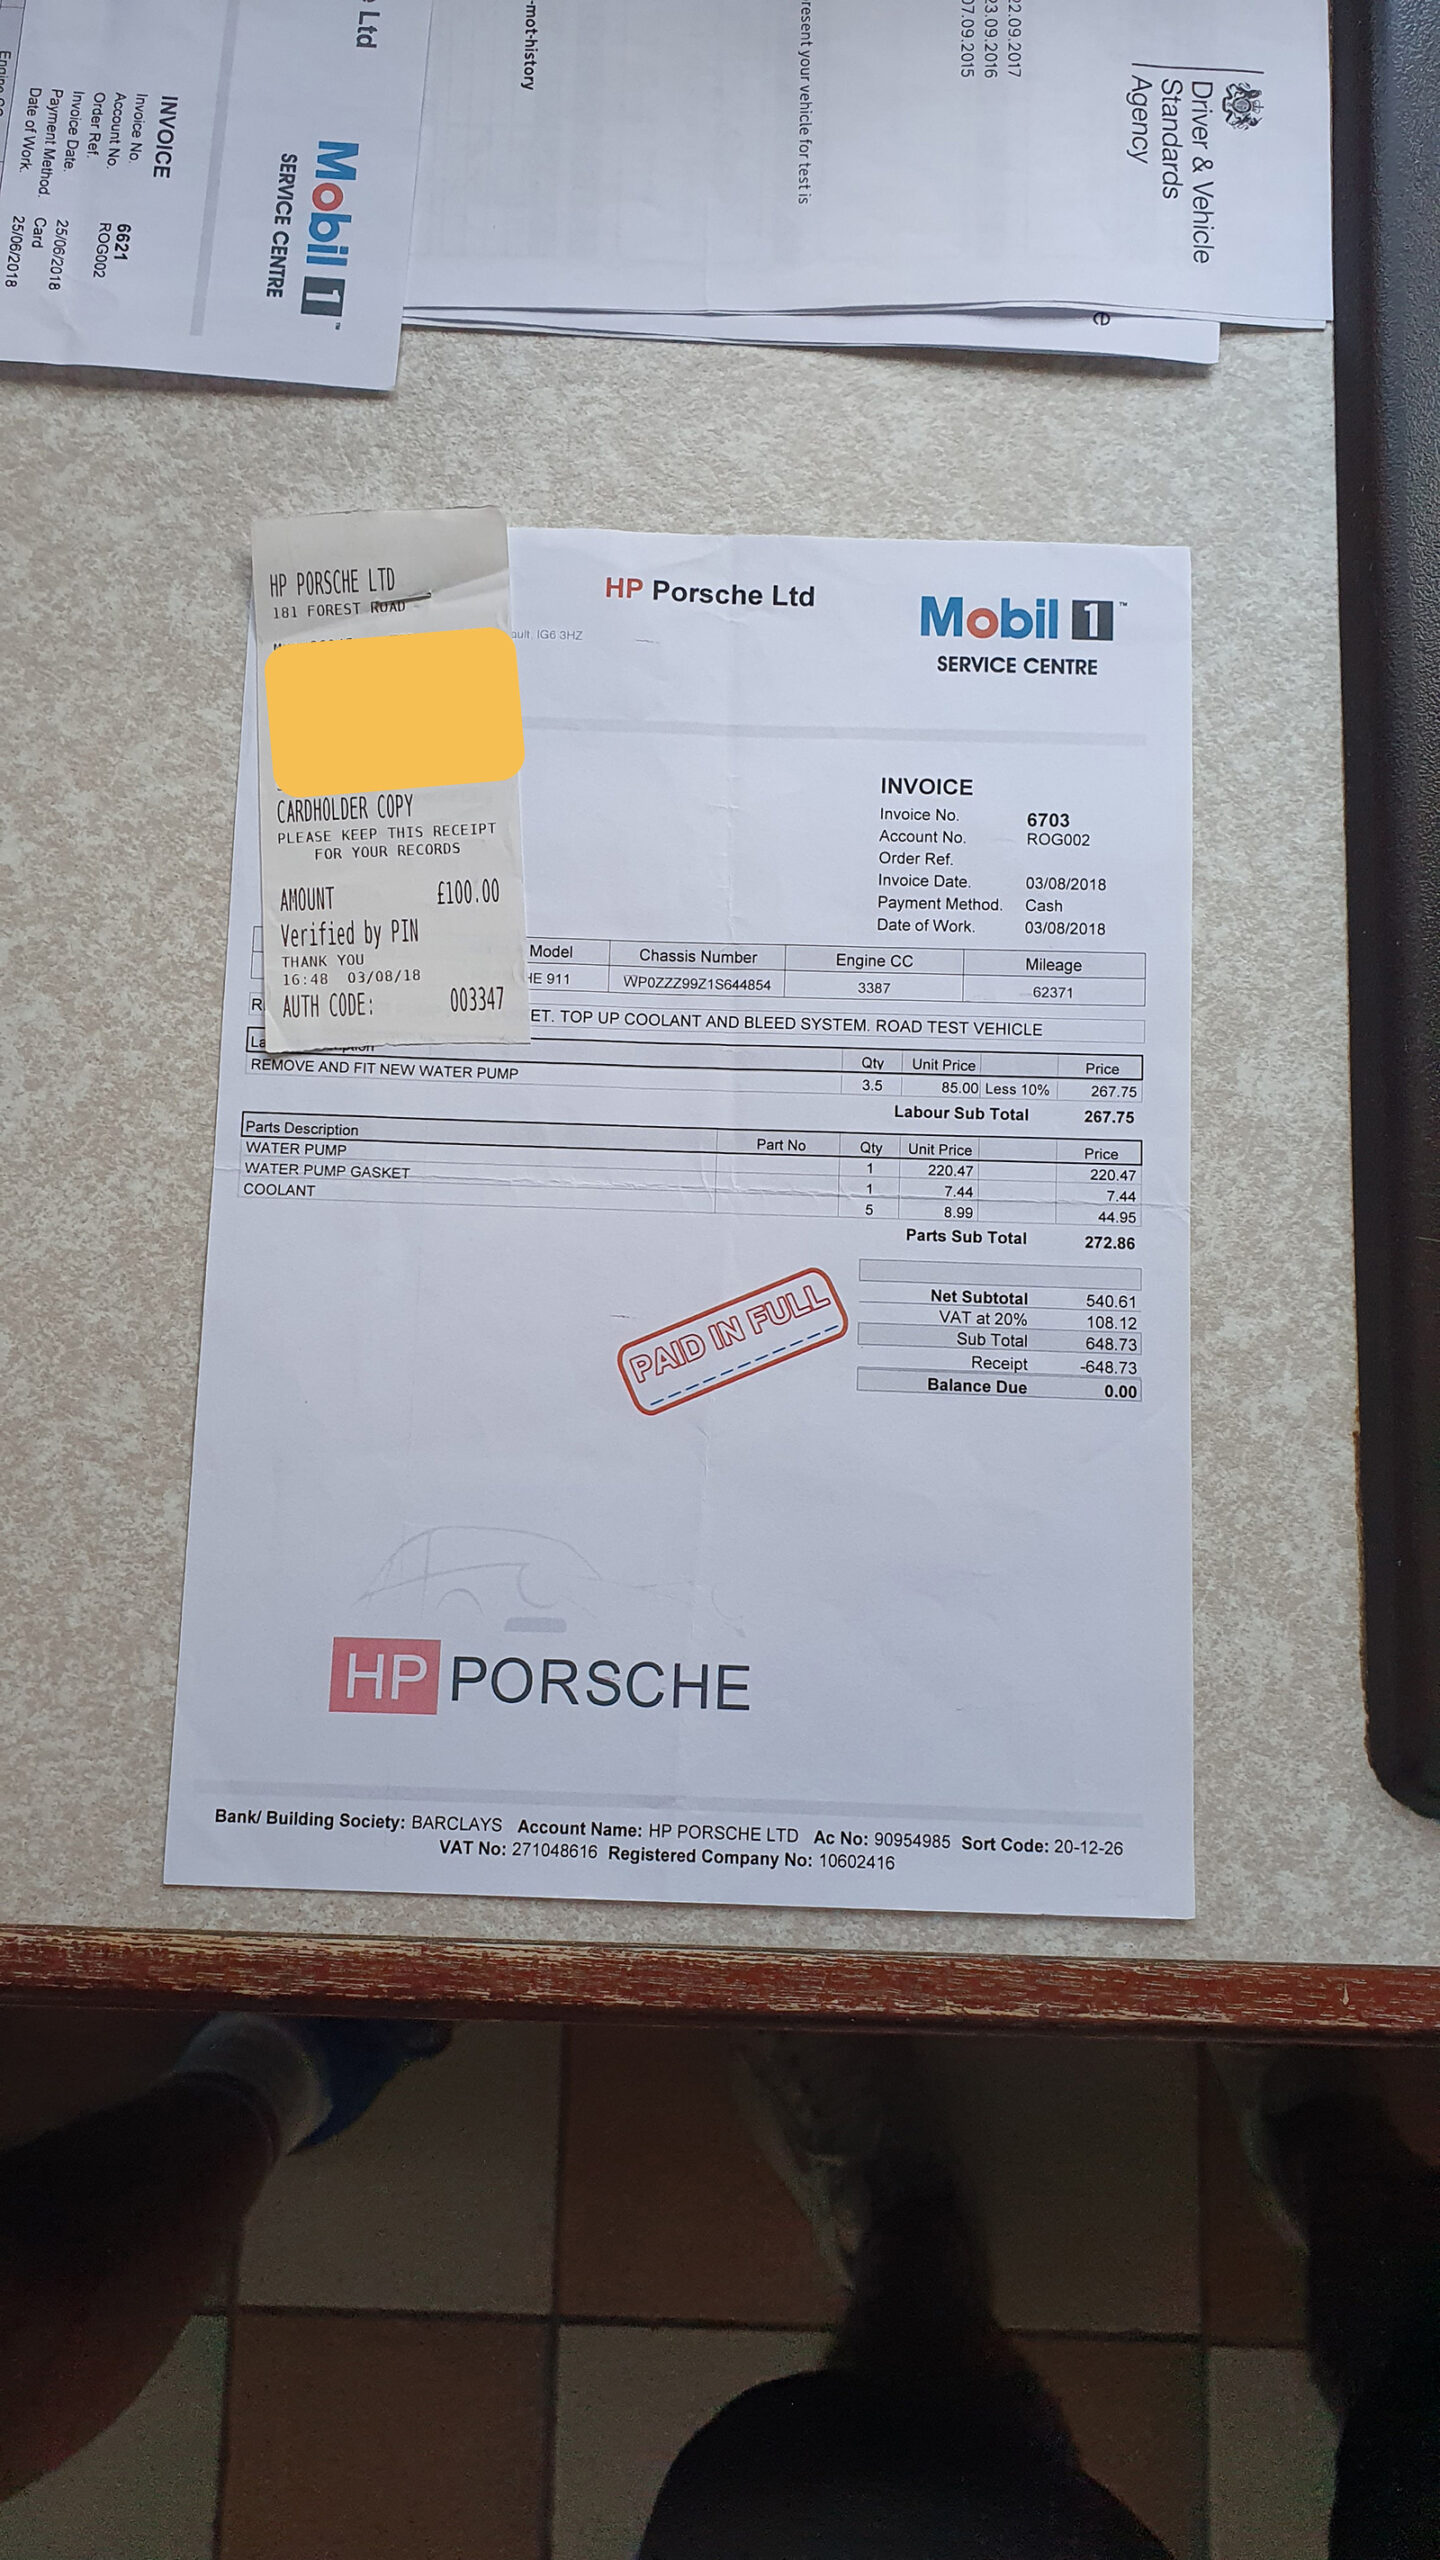 e Ltd
Mobil 1™
SERVICE CENTRE
INVOICE
Invoice No. 6621
Account No. ROG002
Order Ref.
Invoice Date. 25/06/2018
Payment Method. Card
Date of Work. 25/06/2018
Driver & Vehicle
Standards
Agency
22.09.2017
23.09.2016
07.09.2015
resent your vehicle for test is
-mot-history
e
HP PORSCHE LTD
181 FOREST ROAD
CARDHOLDER COPY
PLEASE KEEP THIS RECEIPT
FOR YOUR RECORDS
AMOUNT £100.00
Verified by PIN
THANK YOU
16:48 03/08/18
AUTH CODE: 003347
HP Porsche Ltd
ault, IG6 3HZ
Mobil 1™
SERVICE CENTRE
INVOICE
Invoice No. 6703
Account No. ROG002
Order Ref.
Invoice Date. 03/08/2018
Payment Method. Cash
Date of Work. 03/08/2018
Model Chassis Number Engine CC Mileage
HE 911 WP0ZZZ99Z1S644854 3387 62371
R ET. TOP UP COOLANT AND BLEED SYSTEM. ROAD TEST VEHICLE
La ption Qty Unit Price Price
REMOVE AND FIT NEW WATER PUMP 3.5 85.00 Less 10% 267.75
Labour Sub Total 267.75
Parts Description Part No Qty Unit Price Price
WATER PUMP 1 220.47 220.47
WATER PUMP GASKET 1 7.44 7.44
COOLANT 5 8.99 44.95
Parts Sub Total 272.86
Net Subtotal 540.61
VAT at 20% 108.12
Sub Total 648.73
Receipt -648.73
Balance Due 0.00
PAID IN FULL
HP PORSCHE
Bank/ Building Society: BARCLAYS Account Name: HP PORSCHE LTD Ac No: 90954985 Sort Code: 20-12-26
VAT No: 271048616 Registered Company No: 10602416